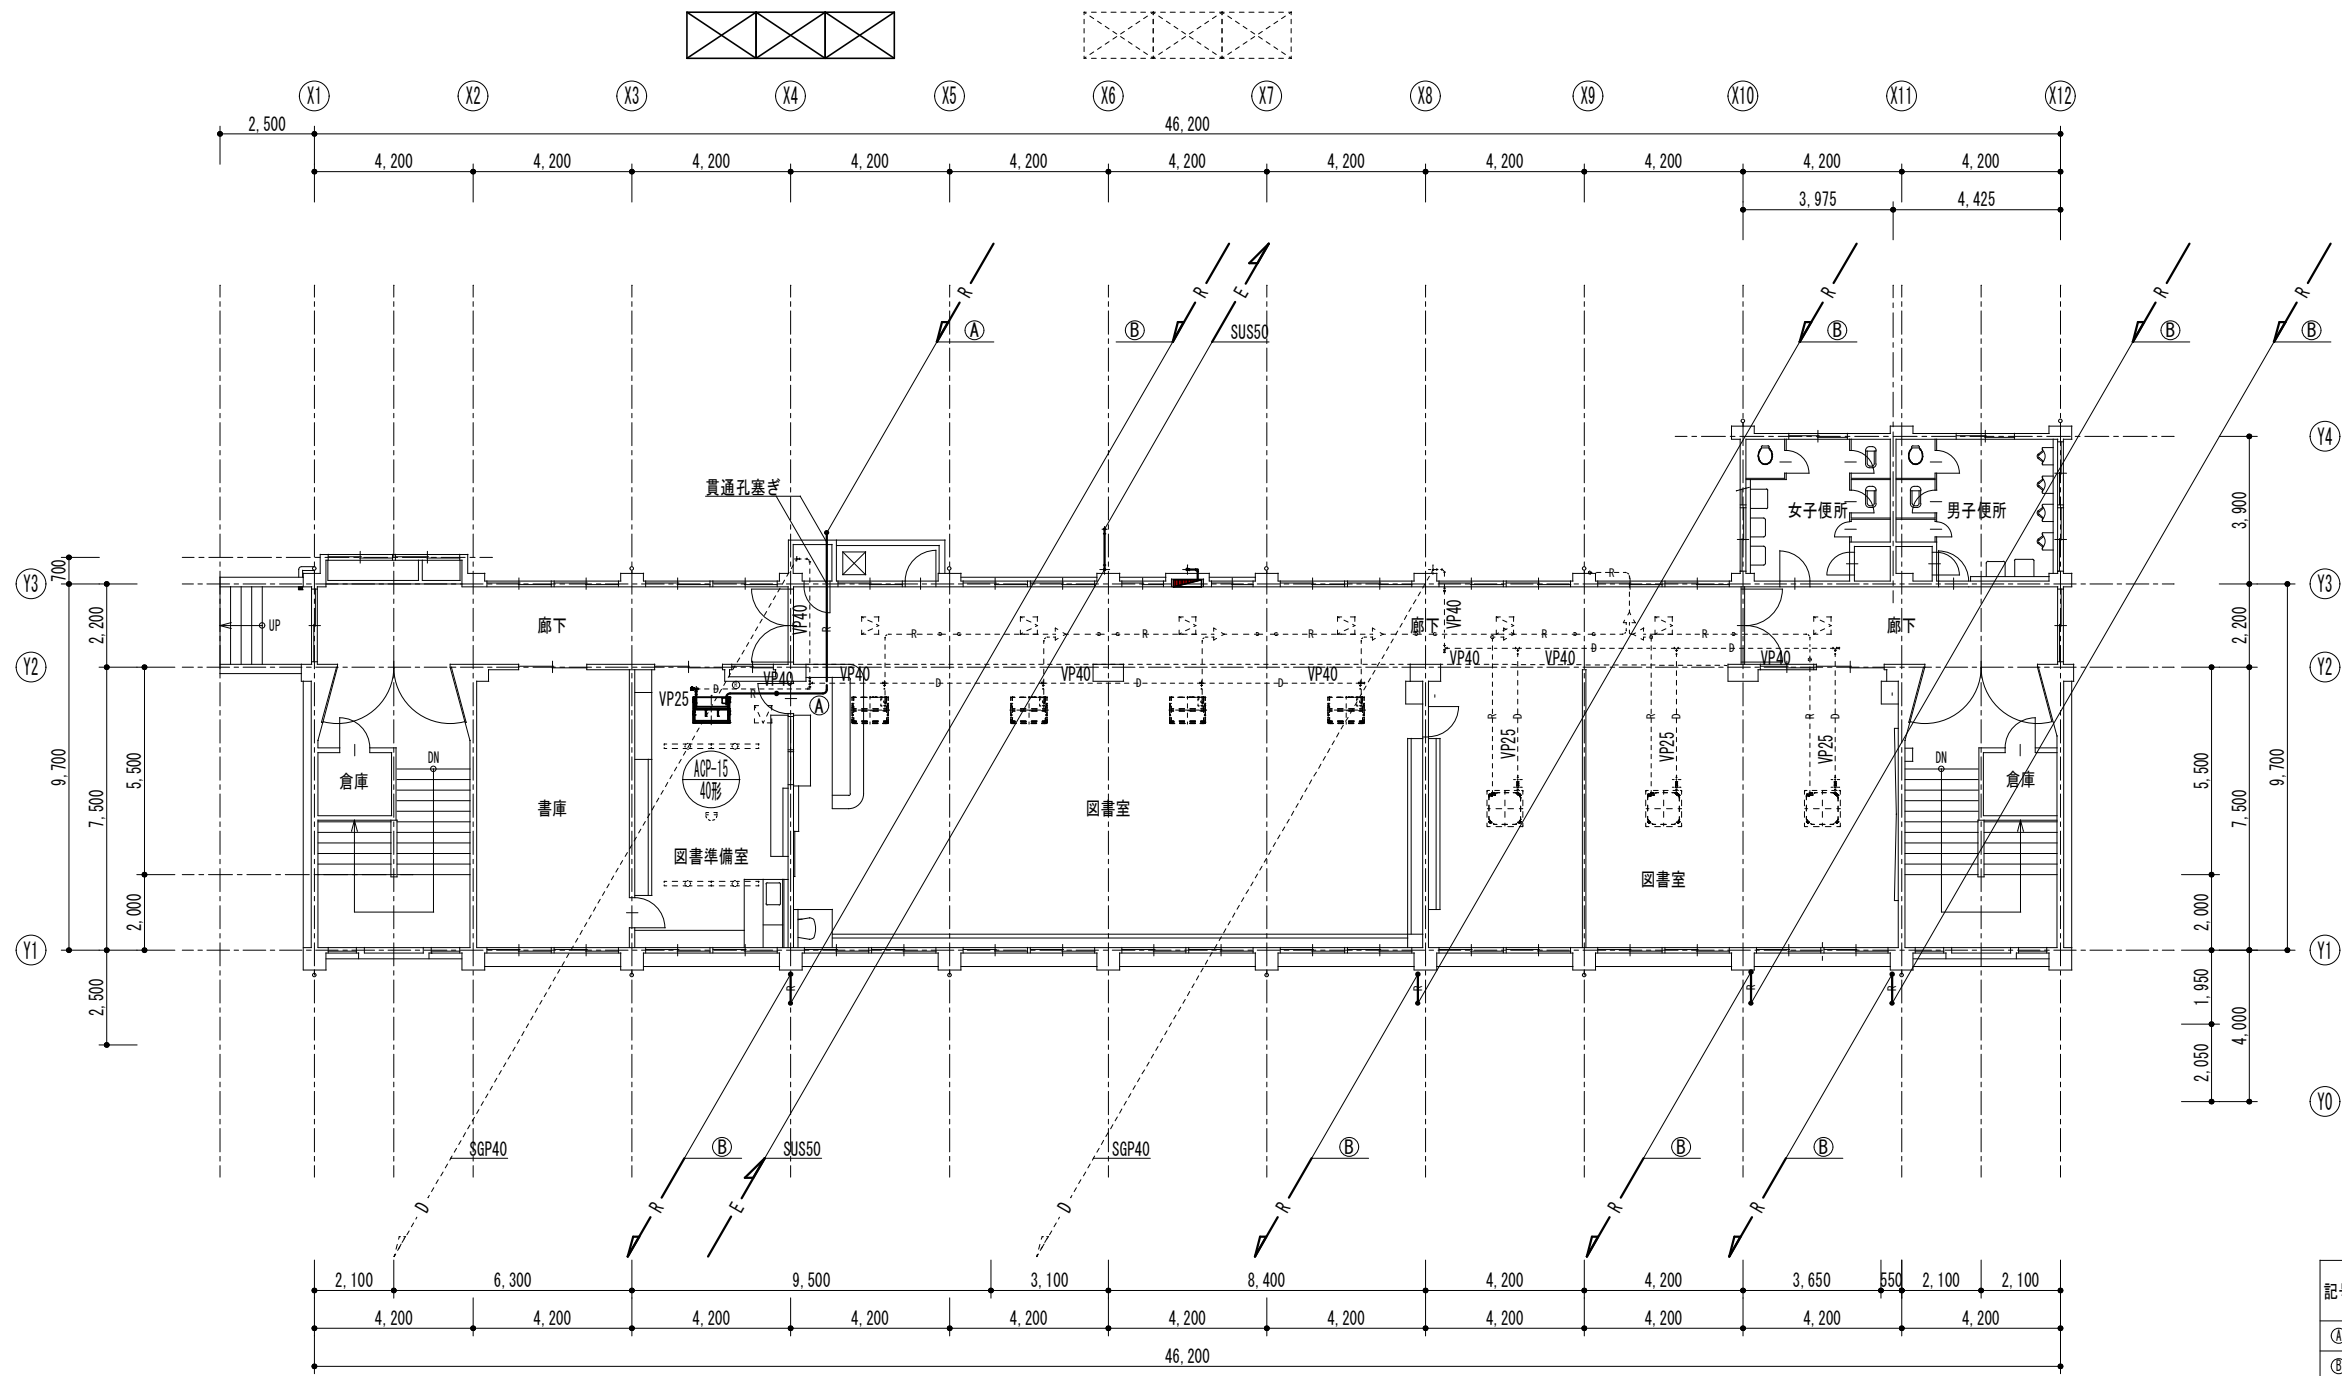 X1 X2 X3 X4 X5 X6 X7 X8 X9 X10 X11 X12
2,500 46,200
4,200 4,200 4,200 4,200 4,200 4,200 4,200 4,200 4,200 4,200 4,200
3,975 4,425
R R E R R R
Ⓐ Ⓑ SUS50 Ⓑ Ⓑ Ⓑ
Y4
貫通孔塞ぎ
女子便所 男子便所
3,900
700
Y3 R Y3
2,200 UP 廊下 VP40 R 廊下 VP40 廊下 2,200
R R R R R
Y2 VP40 VP40 VP40 Y2
VP40 VP40 VP40 VP40
D R D D D
VP25 Ⓐ
R D R D R D
VP25 VP25 VP25
9,700 7,500 5,500 5,500 7,500 9,700
DN DN
倉庫 倉庫
ACP-15
40形
書庫 図書室
図書準備室
図書室
2,000 2,000
Y1 Y1
R R R R
2,500 1,950
4,000
2,050
Y0
SGP40 Ⓑ SUS50 SGP40 Ⓑ Ⓑ Ⓑ
D R E D R R R
2,100 6,300 9,500 3,100 8,400 4,200 4,200 3,650 550 2,100 2,100
4,200 4,200 4,200 4,200 4,200 4,200 4,200 4,200 4,200 4,200 4,200
46,200
Ⓐ
Ⓑ